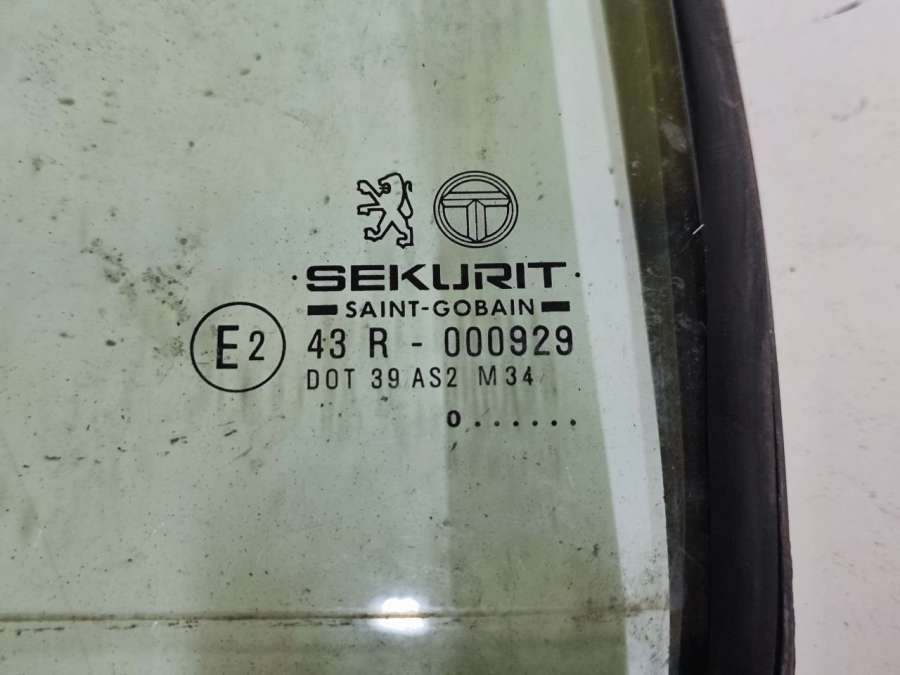 · SEKURIT ·
SAINT-GOBAIN
E2 43 R - 000929
DOT 39 AS2 M34
0 . . . . . .